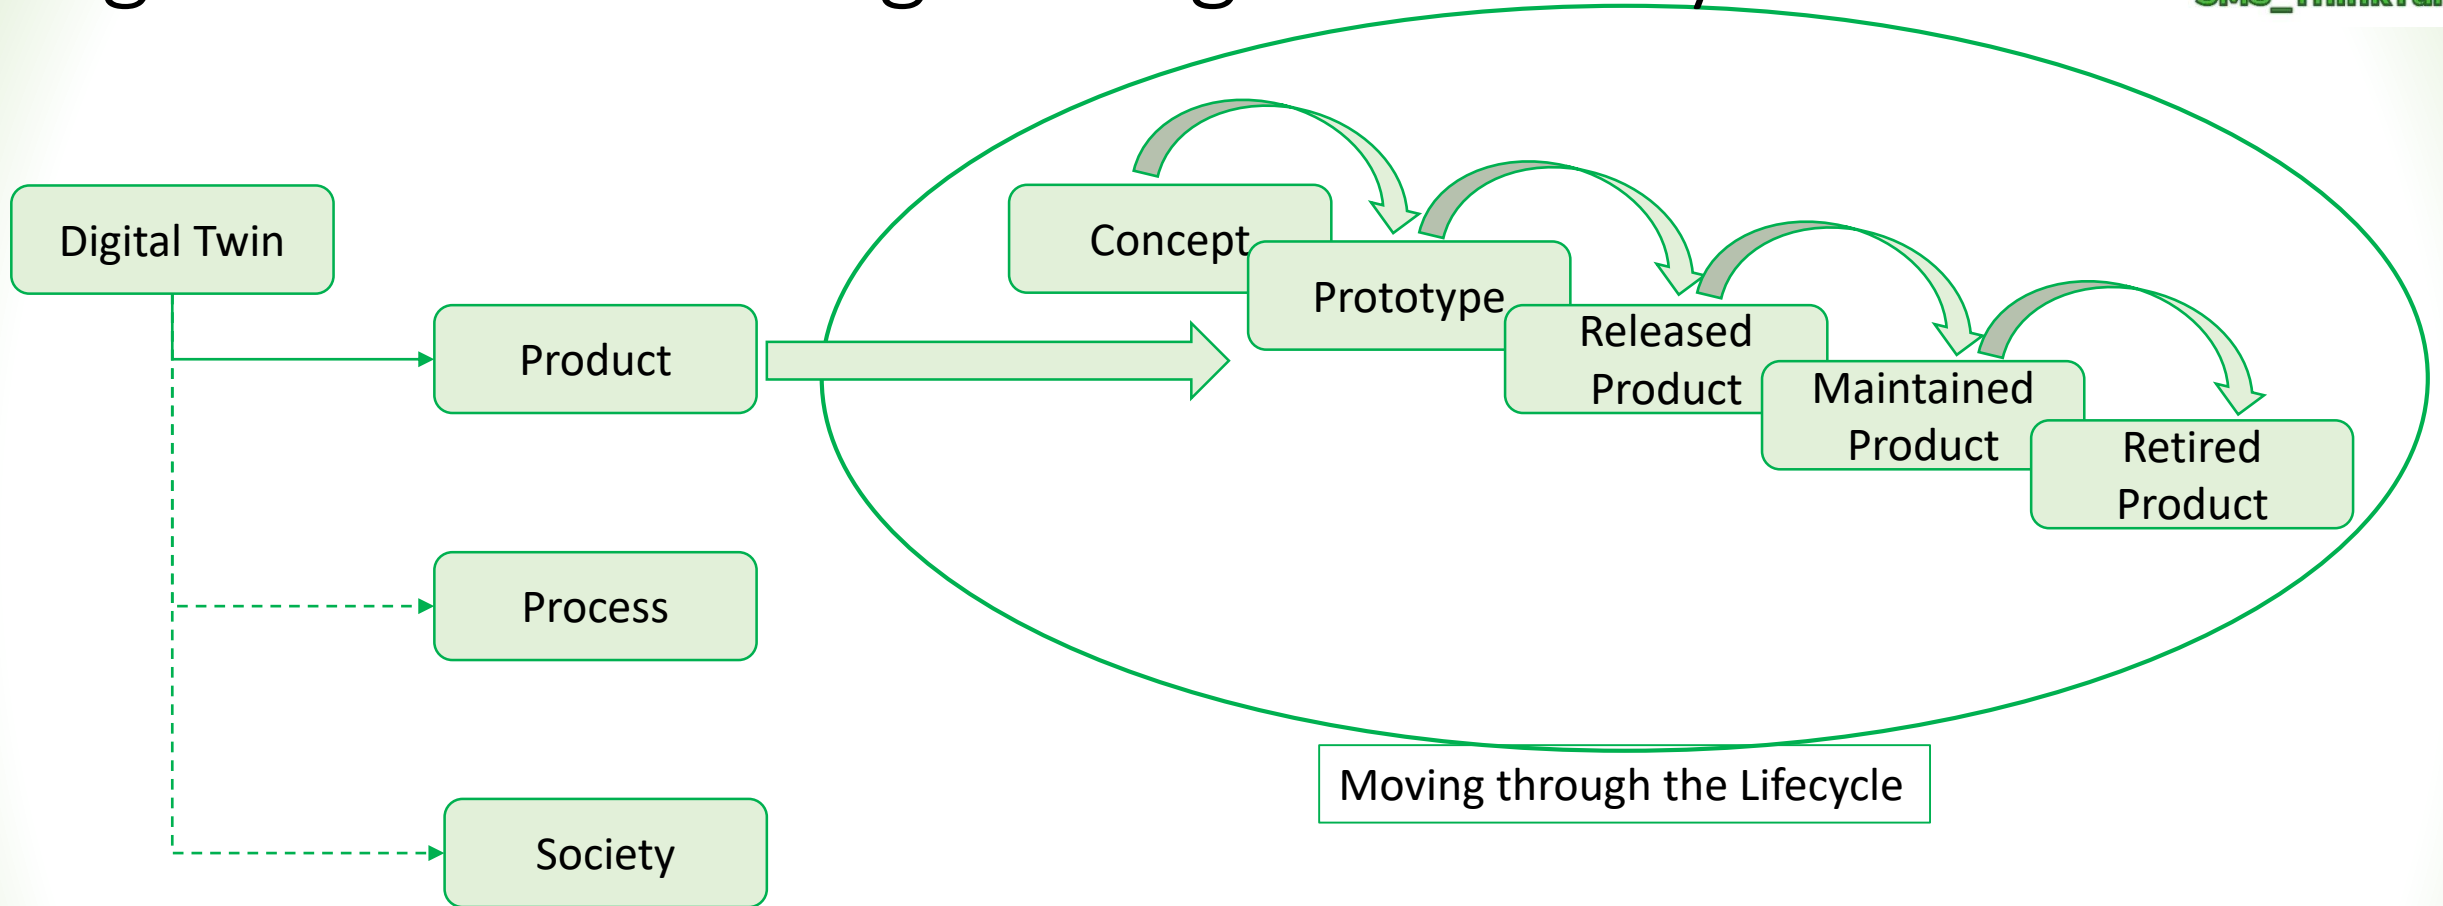 Digital Twin
Product
Process
Society
Concept
Prototype
Released
Product
Maintained
Product
Retired
Product
Moving through the Lifecycle